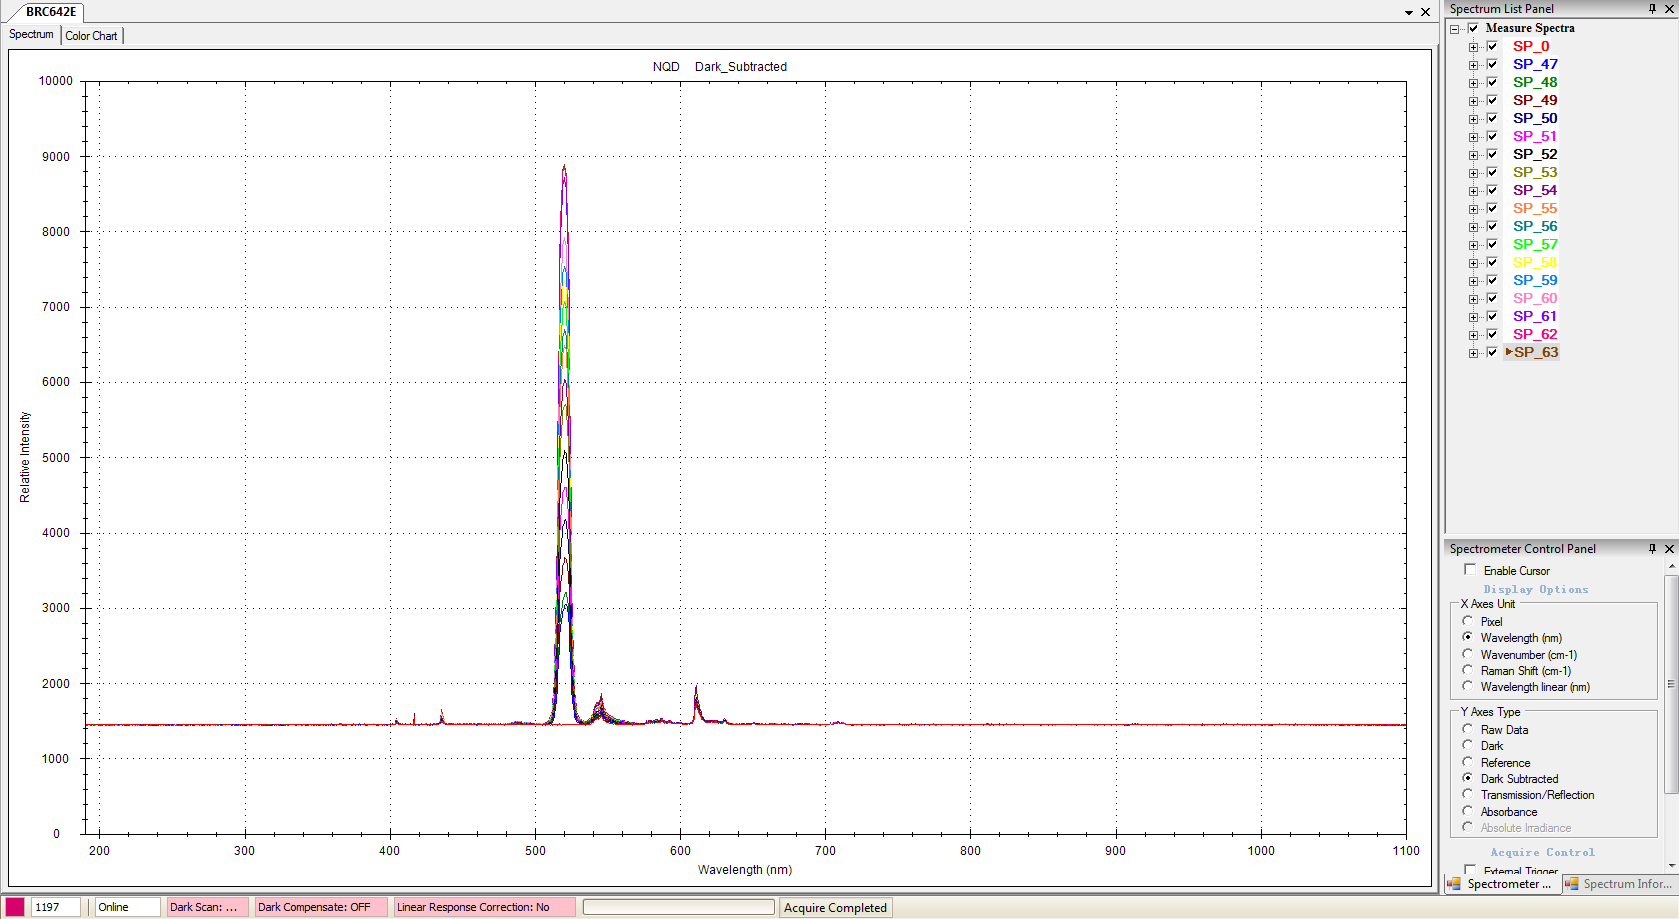 BRC642E
Spectrum Color Chart
NQD Dark_Subtracted
10000
9000
8000
7000
6000
5000
4000
3000
2000
1000
0
Relative Intensity
200 300 400 500 600 700 800 900 1000 1100
Wavelength (nm)
Spectrum List Panel
Measure Spectra
SP_0
SP_47
SP_48
SP_49
SP_50
SP_51
SP_52
SP_53
SP_54
SP_55
SP_56
SP_57
SP_58
SP_59
SP_60
SP_61
SP_62
SP_63
Spectrometer Control Panel
Enable Cursor
Display Options
X Axes Unit
Pixel
Wavelength (nm)
Wavenumber (cm-1)
Raman Shift (cm-1)
Wavelength linear (nm)
Y Axes Type
Raw Data
Dark
Reference
Dark Subtracted
Transmission/Reflection
Absorbance
Absolute Irradiance
Acquire Control
External Trigger
Spectrometer ... Spectrum Infor...
1197 Online Dark Scan: ... Dark Compensate: OFF Linear Response Correction: No Acquire Completed